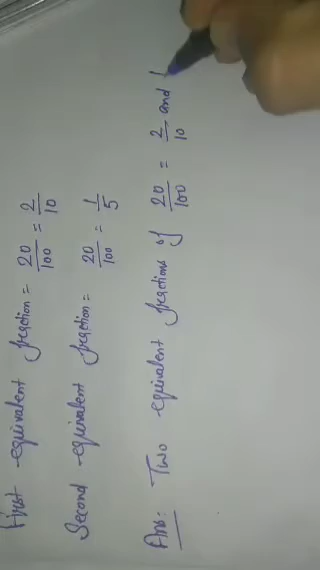 First equivalent fraction = 20/100 = 2/10
Second equivalent fraction = 20/100 = 1/5
Ans: Two equivalent fractions of 20/100 = 2/10 and 1